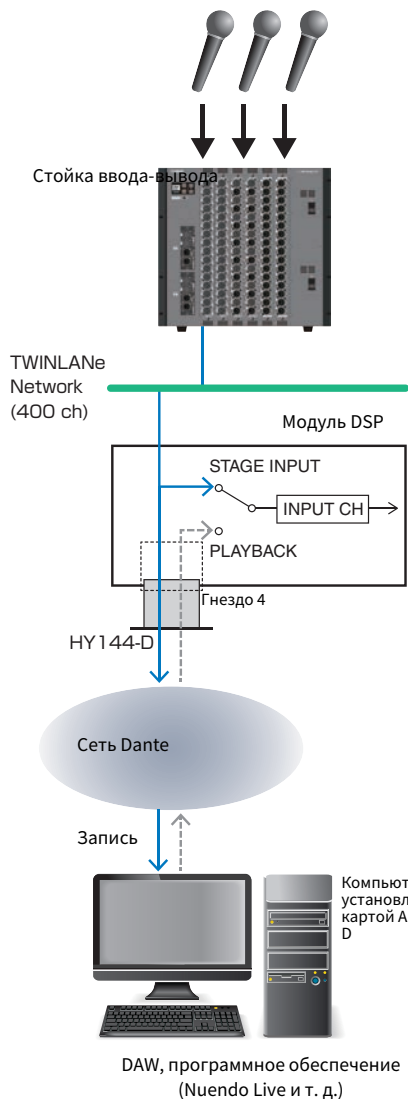 Стойка ввода-вывода
TWINLANe
Network
(400 ch)
Модуль DSP
STAGE INPUT
INPUT CH
PLAYBACK
Гнездо 4
HY144-D
Сеть Dante
Запись
картой A
D
DAW, программное обеспечение
(Nuendo Live и т. д.)